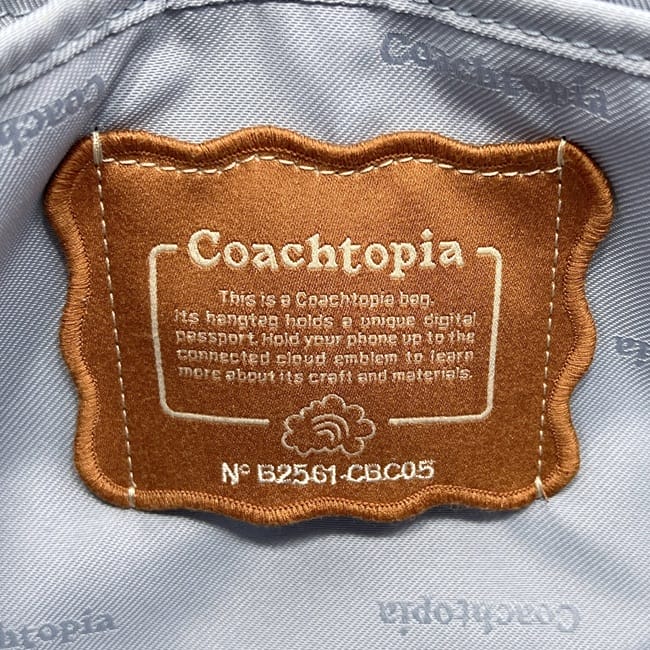 Coachtopia
Coachtopia
Coachtopia
This is a Coachtopia bag.
Its hangtag holds a unique digital
passport. Hold your phone up to the
connected cloud emblem to learn
more about its craft and materials.
Nº B2561-CBC05
Coachtopia
htopia